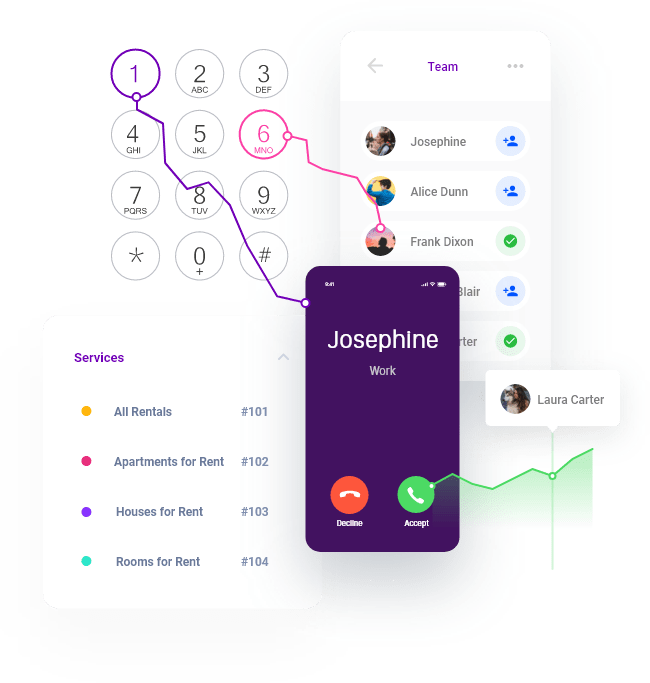 1
2
ABC
3
DEF
4
GHI
5
JKL
6
MNO
7
PQRS
8
TUV
9
WXYZ
*
0
+
#
Team
Josephine
Alice Dunn
Frank Dixon
Blair
rter
9:41
Josephine
Work
Decline
Accept
Services
All Rentals #101
Apartments for Rent #102
Houses for Rent #103
Rooms for Rent #104
Laura Carter